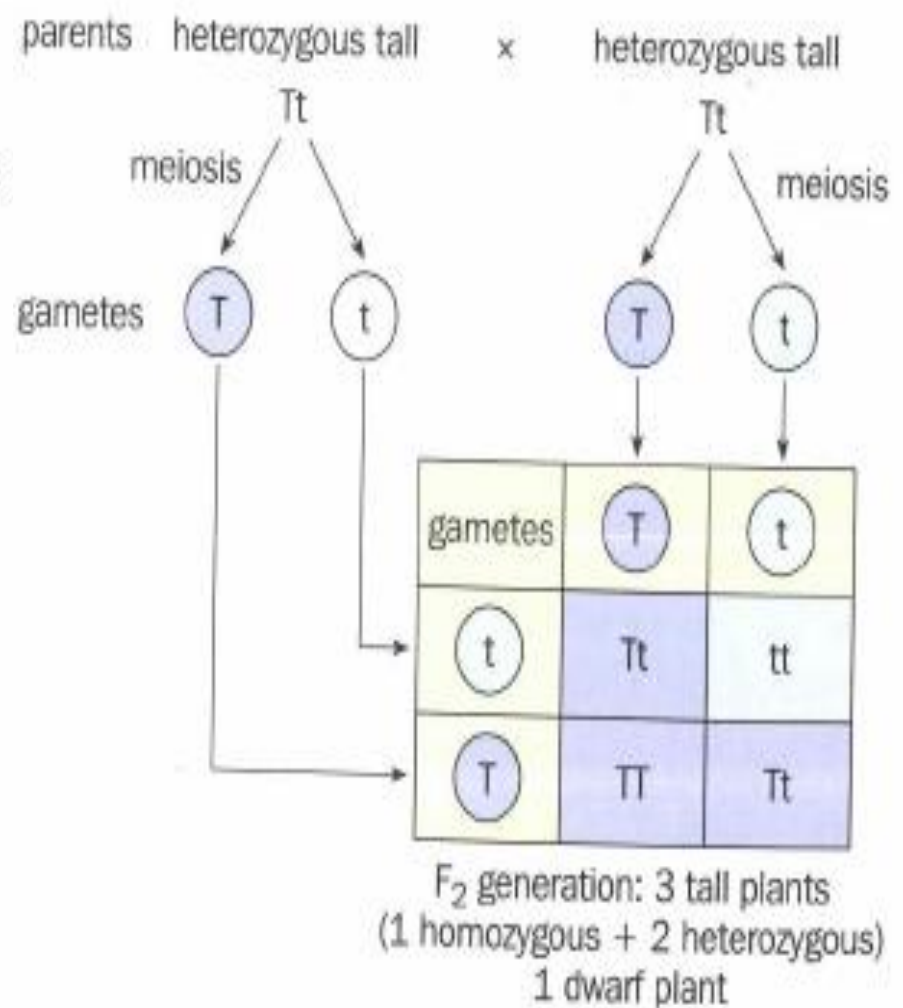 parents heterozygous tall x heterozygous tall
Tt Tt
meiosis meiosis
gametes T t T t
gametes T t
t Tt tt
T TT Tt
F₂ generation: 3 tall plants
(1 homozygous + 2 heterozygous)
1 dwarf plant